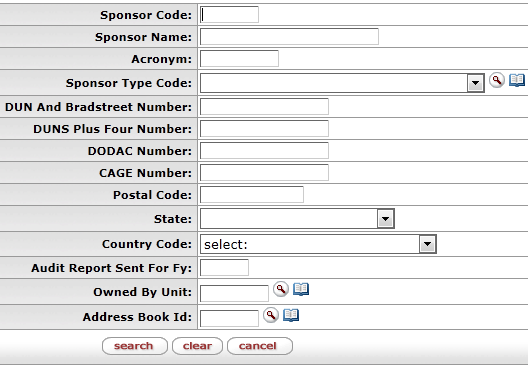 Sponsor Code:
Sponsor Name:
Acronym:
Sponsor Type Code:
DUN And Bradstreet Number:
DUNS Plus Four Number:
DODAC Number:
CAGE Number:
Postal Code:
State:
Country Code: select:
Audit Report Sent For Fy:
Owned By Unit:
Address Book Id:
search clear cancel